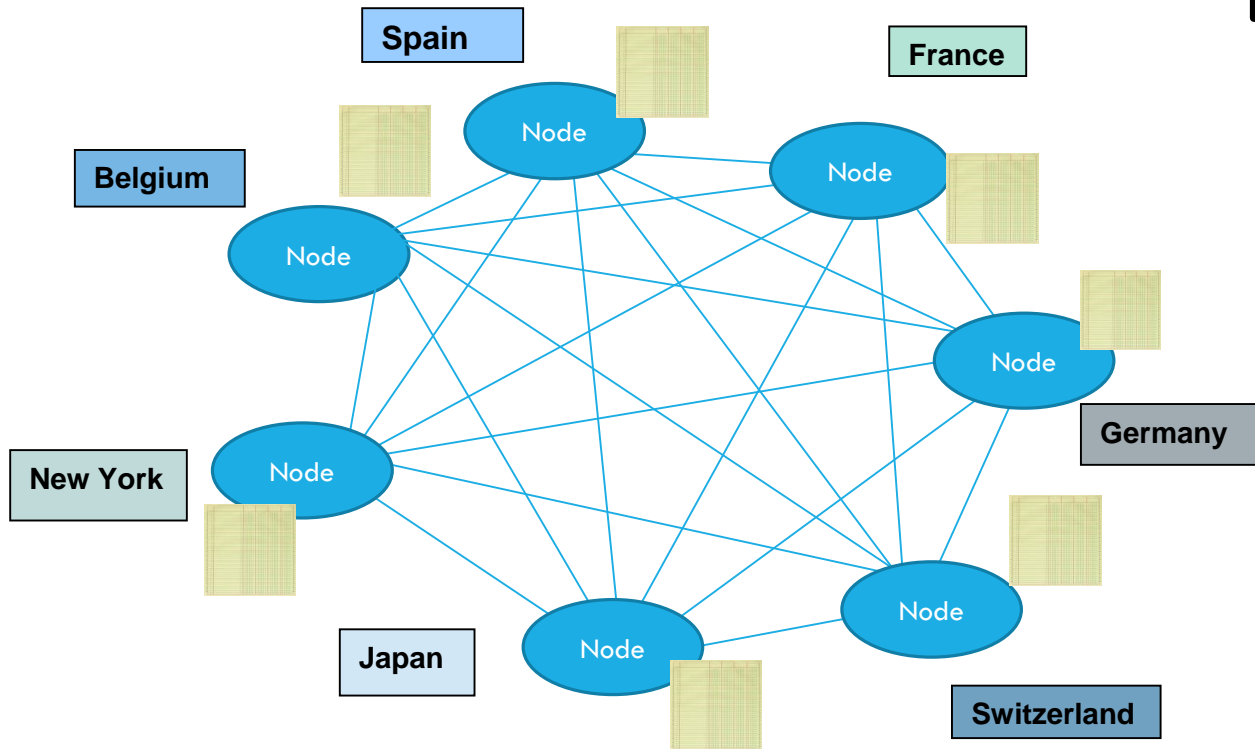 Spain
France
Node
Node
Belgium
Node
Node
Germany
New York
Node
Node
Japan
Node
Switzerland